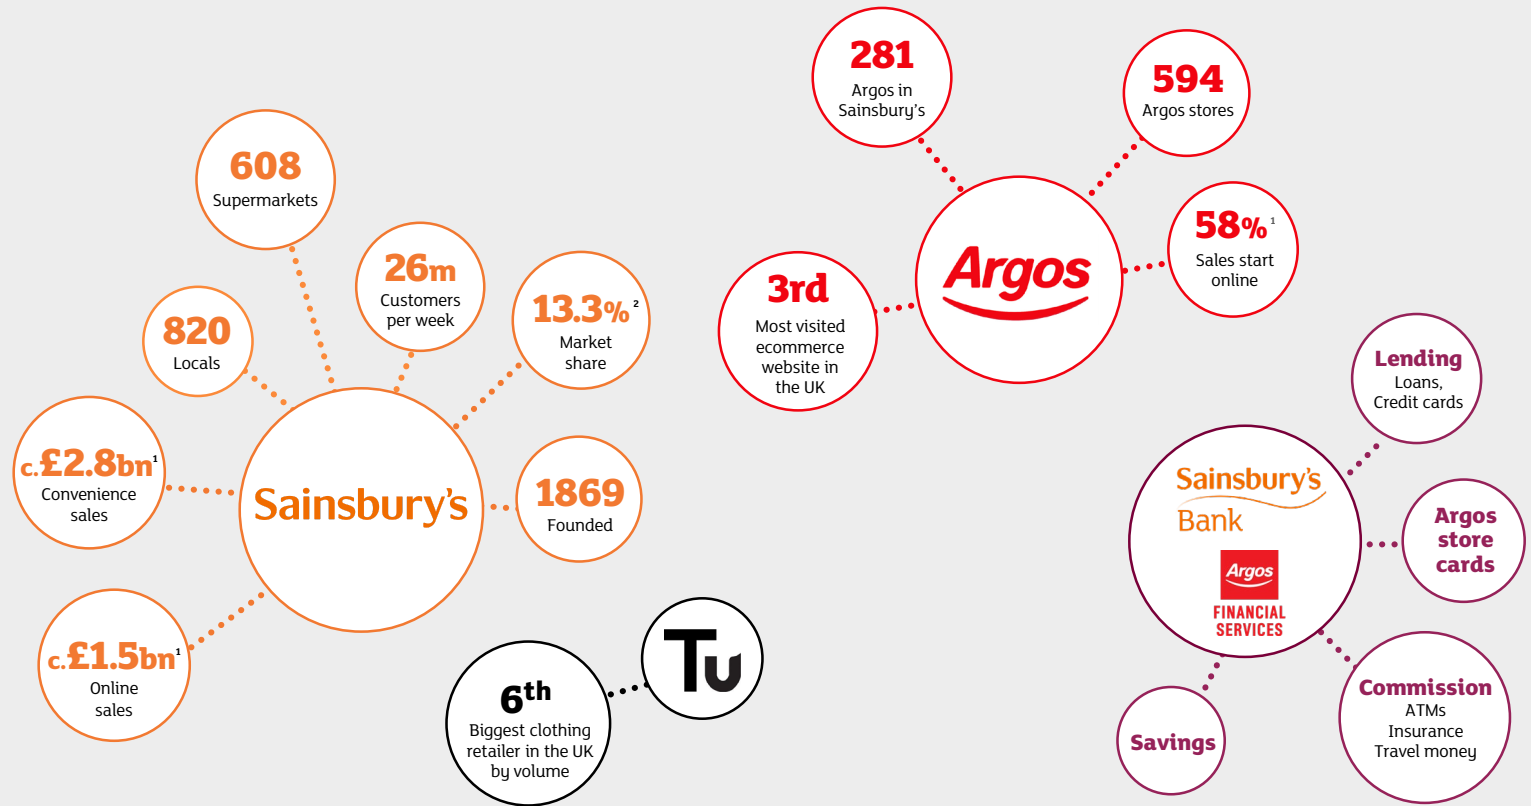 608
Supermarkets
26m
Customers
per week
13.3%²
Market
share
820
Locals
c.£2.8bn¹
Convenience
sales
Sainsbury's
1869
Founded
c.£1.5bn¹
Online
sales
6th
Biggest clothing
retailer in the UK
by volume
Tu
281
Argos in
Sainsbury's
594
Argos stores
58%¹
Sales start
online
3rd
Most visited
ecommerce
website in
the UK
Argos
Lending
Loans,
Credit cards
Sainsbury's
Bank
Argos
FINANCIAL
SERVICES
Argos
store
cards
Commission
ATMs
Insurance
Travel money
Savings